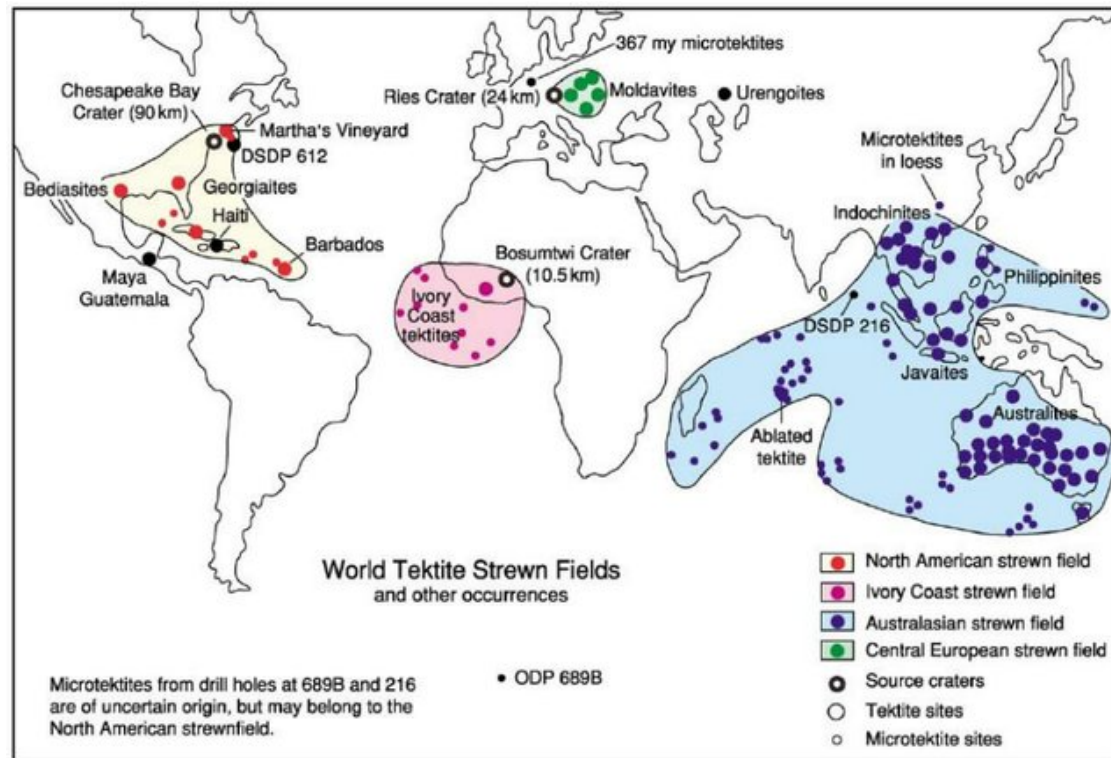 367 my microtektites
Chesapeake Bay
Crater (90 km)
Ries Crater (24 km)
Moldavites
Urengoites
Martha's Vineyard
DSDP 612
Microtektites
in loess
Bediasites
Georgiaites
Haiti
Indochinites
Barbados
Bosumtwi Crater
(10.5 km)
Maya
Guatemala
Ivory
Coast
tektites
Philippinites
DSDP 216
Javaites
Australites
Ablated
tektite
World Tektite Strewn Fields
and other occurrences
North American strewn field
Ivory Coast strewn field
Australasian strewn field
Central European strewn field
Source craters
Tektite sites
Microtektite sites
ODP 689B
Microtektites from drill holes at 689B and 216
are of uncertain origin, but may belong to the
North American strewnfield.